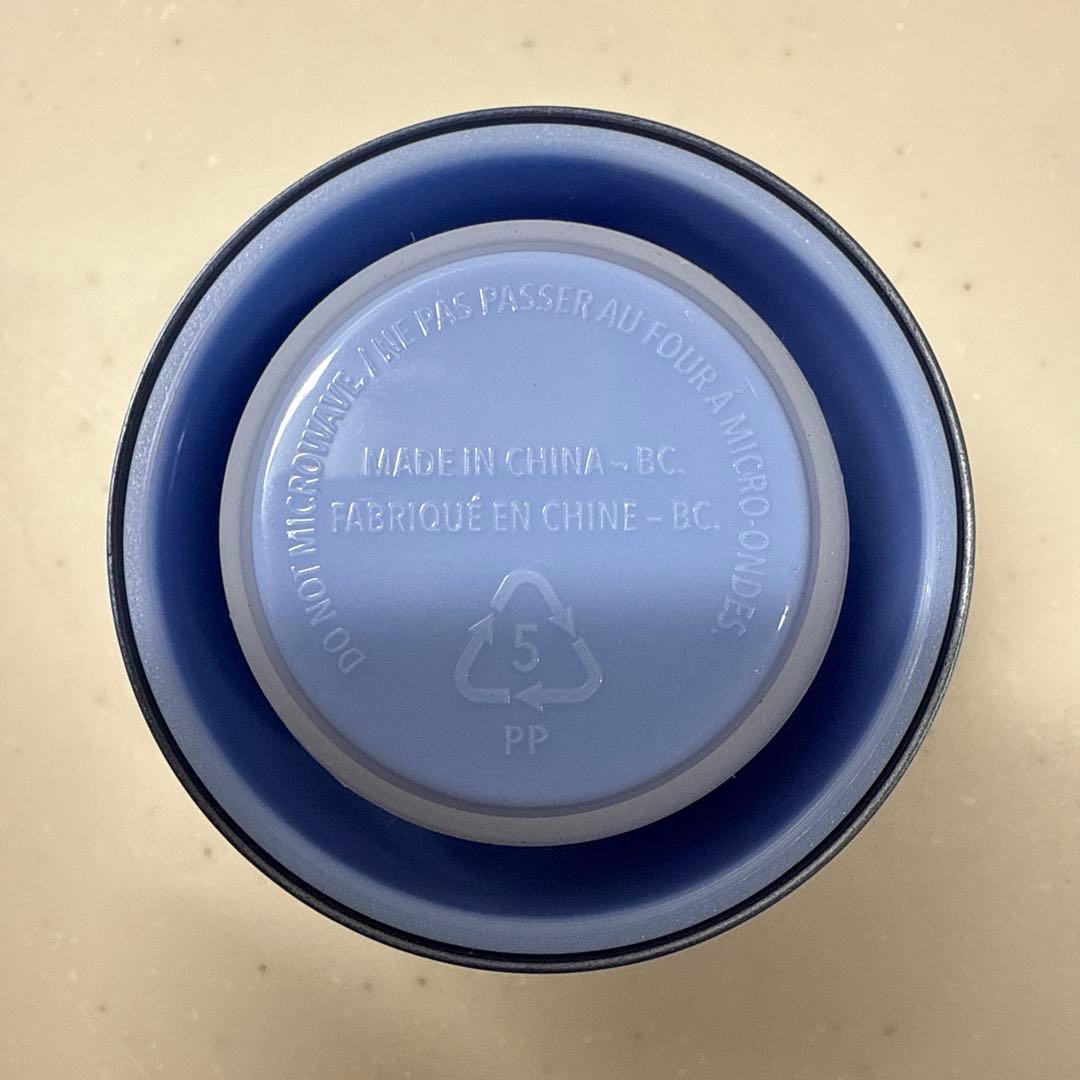 DO NOT MICROWAVE. / NE PAS PASSER AU FOUR À MICRO-ONDES.
MADE IN CHINA – BC.
FABRIQUÉ EN CHINE – BC.
5
PP